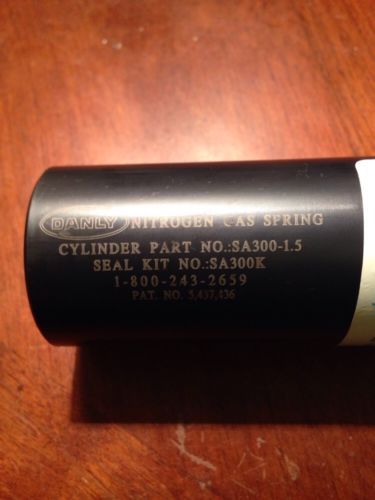 DANLY NITROGEN GAS SPRING
CYLINDER PART NO.:SA300-1.5
SEAL KIT NO.:SA300K
1-800-243-2659
PAT. NO. 5,437,436